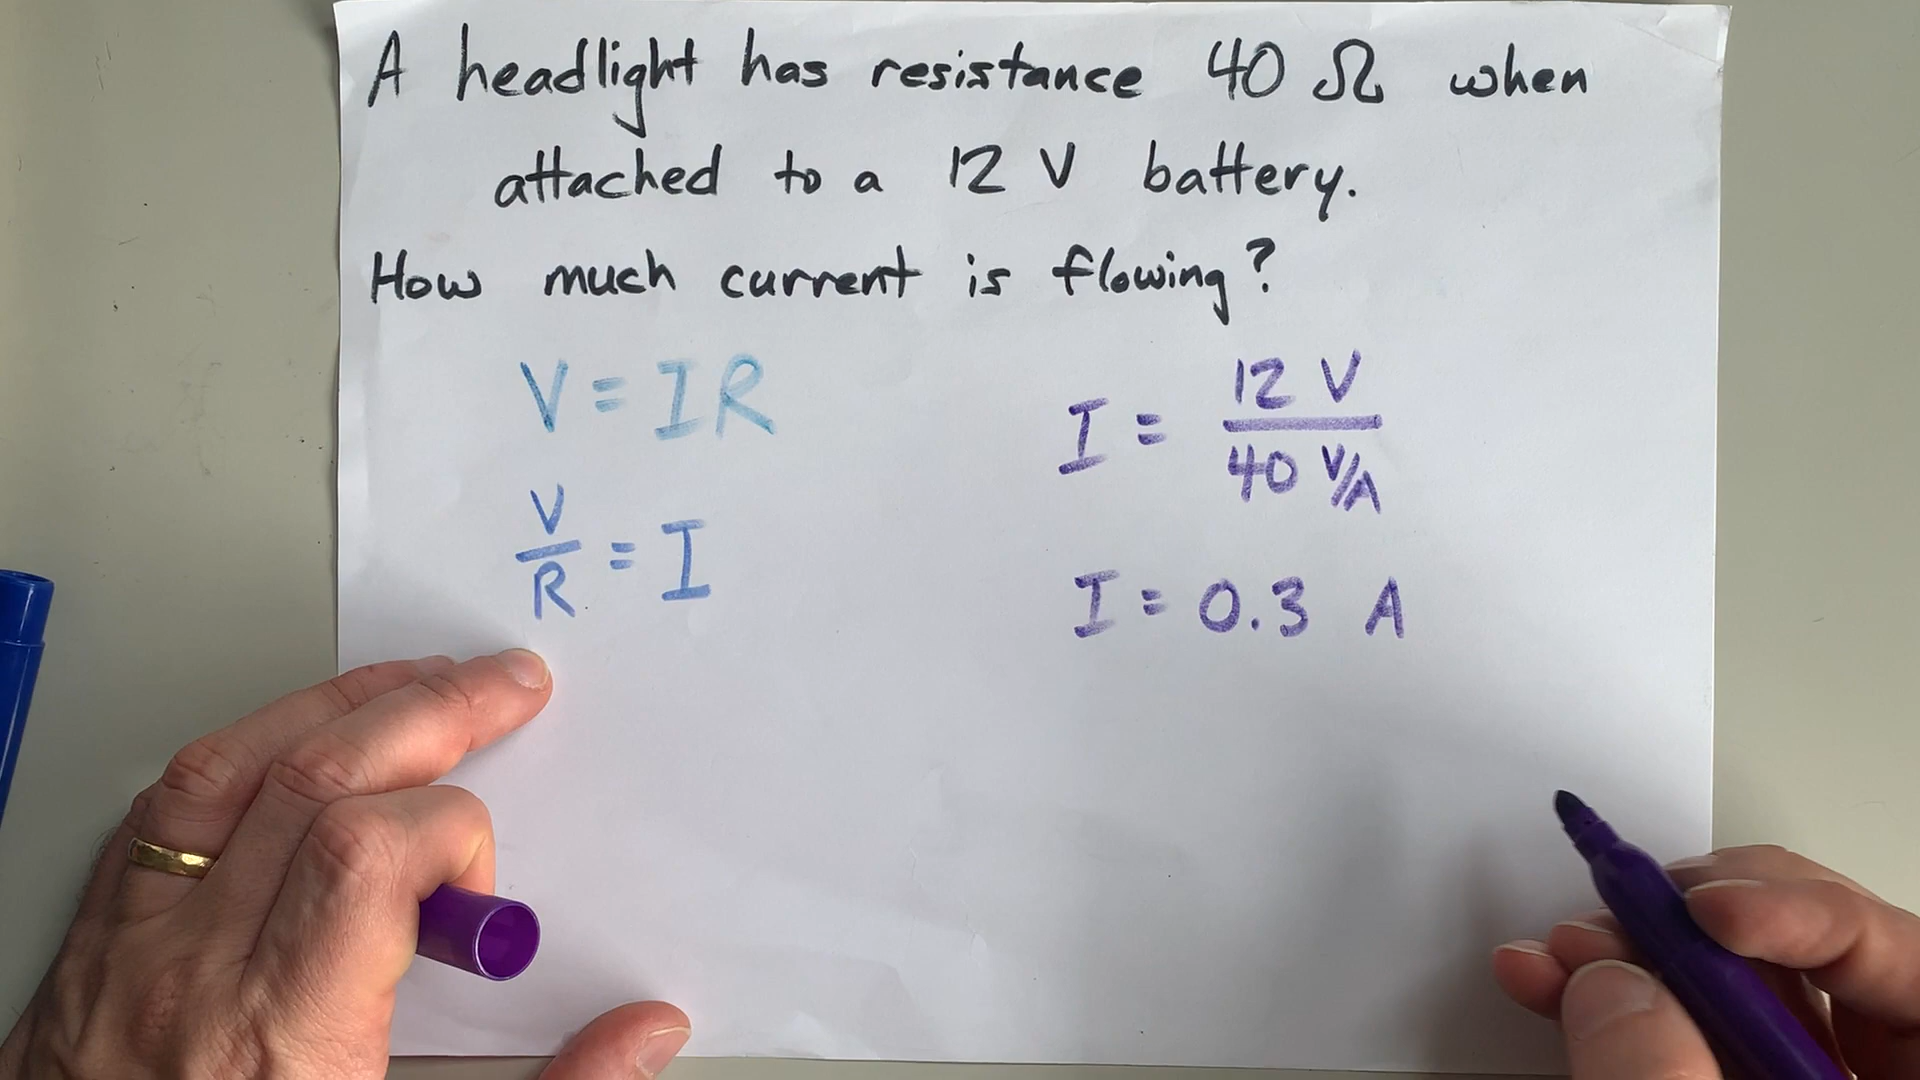 A headlight has resistance 40 Ω when
attached to a 12 V battery.
How much current is flowing?
V = IR
V/R = I
I = 12 V / 40 V/A
I = 0.3 A